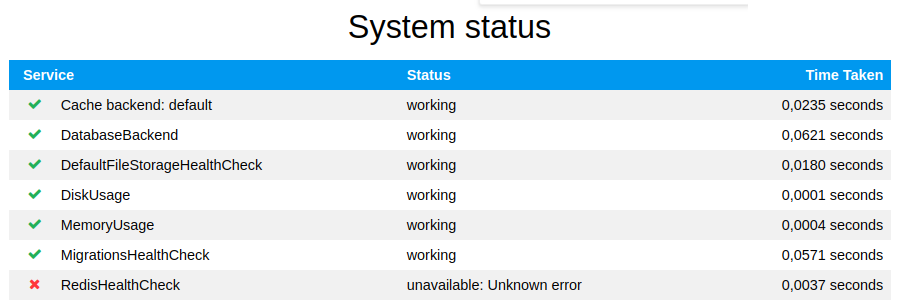 System status
Service Status Time Taken
Cache backend: default working 0,0235 seconds
DatabaseBackend working 0,0621 seconds
DefaultFileStorageHealthCheck working 0,0180 seconds
DiskUsage working 0,0001 seconds
MemoryUsage working 0,0004 seconds
MigrationsHealthCheck working 0,0571 seconds
RedisHealthCheck unavailable: Unknown error 0,0037 seconds